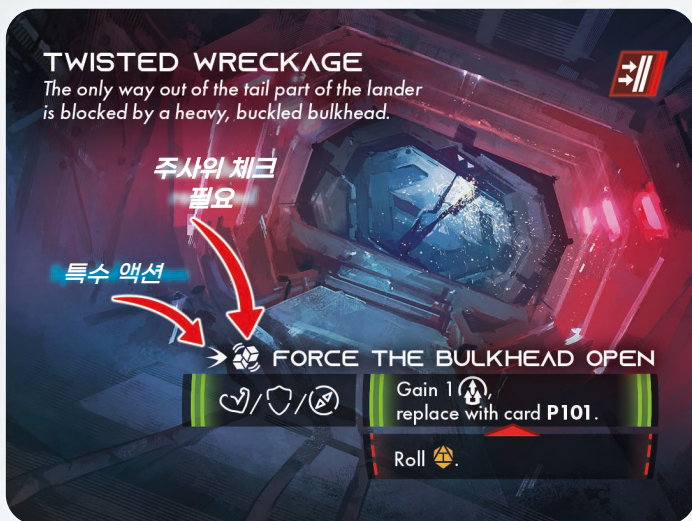 TWISTED WRECKAGE
The only way out of the tail part of the lander
is blocked by a heavy, buckled bulkhead.
주사위 체크
필요
특수 액션
FORCE THE BULKHEAD OPEN
/ /
Gain 1 ,
replace with card P101.
Roll .